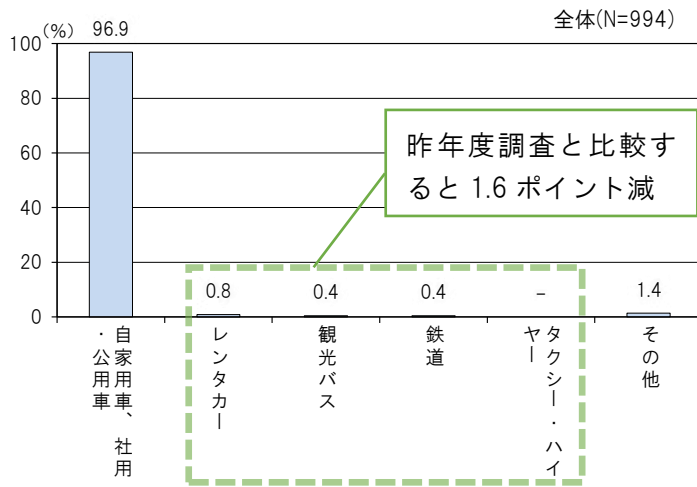 全体(N=994)
(%)
100
80
60
40
20
0
96.9
0.8
0.4
0.4
–
1.4
昨年度調査と比較す
ると 1.6 ポイント減
自家用車、社用
・公用車
レンタカー
観光バス
鉄道
タクシー・ハイ
ヤー
その他